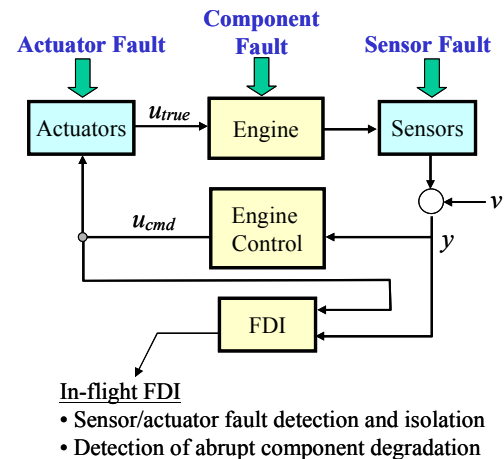 Actuator Fault
Component
Fault
Sensor Fault
Actuators
utrue
Engine
Sensors
v
ucmd
Engine
Control
y
FDI
In-flight FDI
• Sensor/actuator fault detection and isolation
• Detection of abrupt component degradation